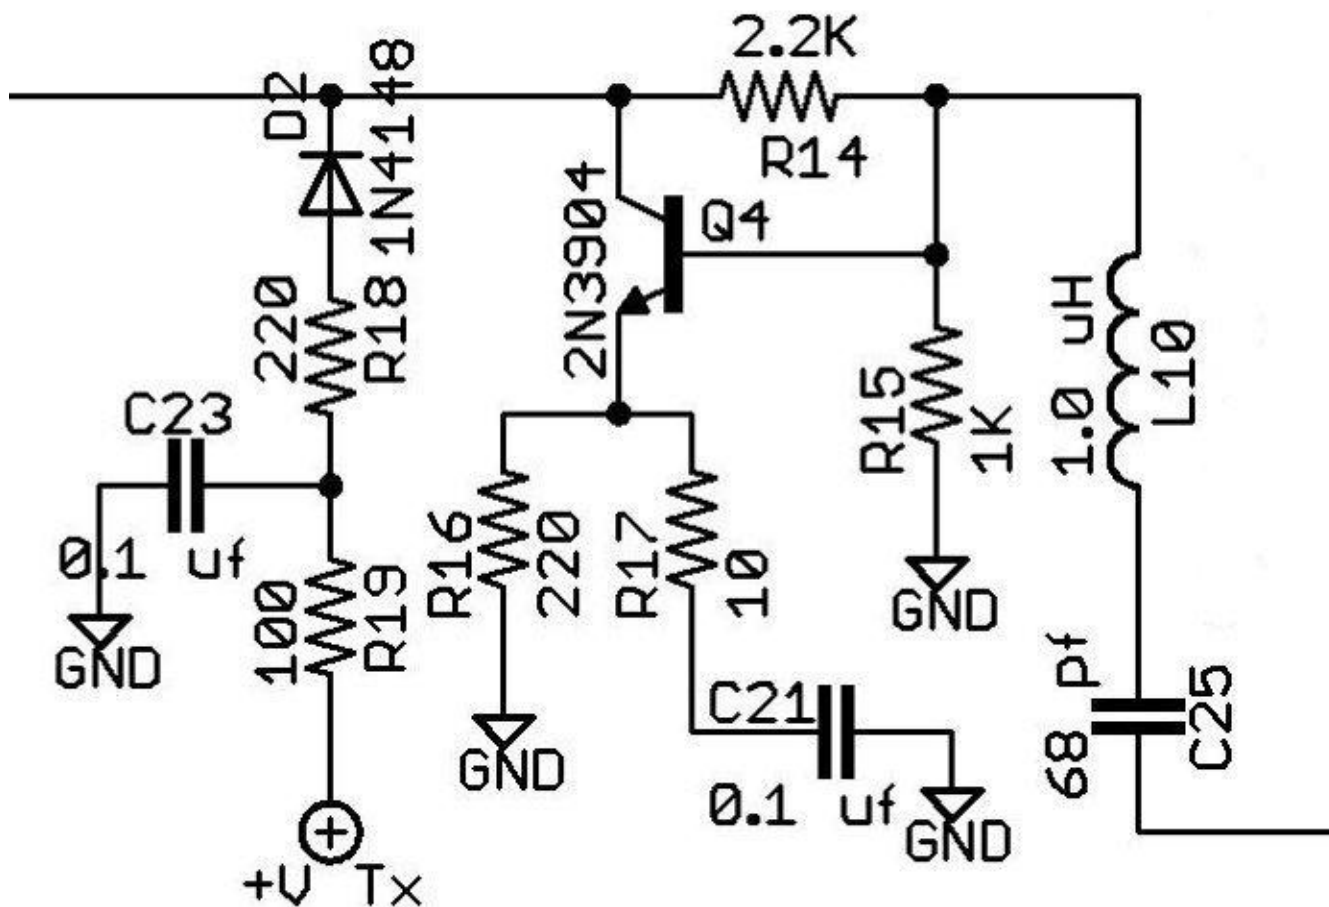 2.2K
R14
D2
1N4148
2N3904
Q4
220
R18
C23
0.1 uf
GND
100
R19
+V Tx
R16
220
GND
R17
10
C21
0.1 uf
GND
R15
1K
GND
1.0 uH
L10
68 pf
C25